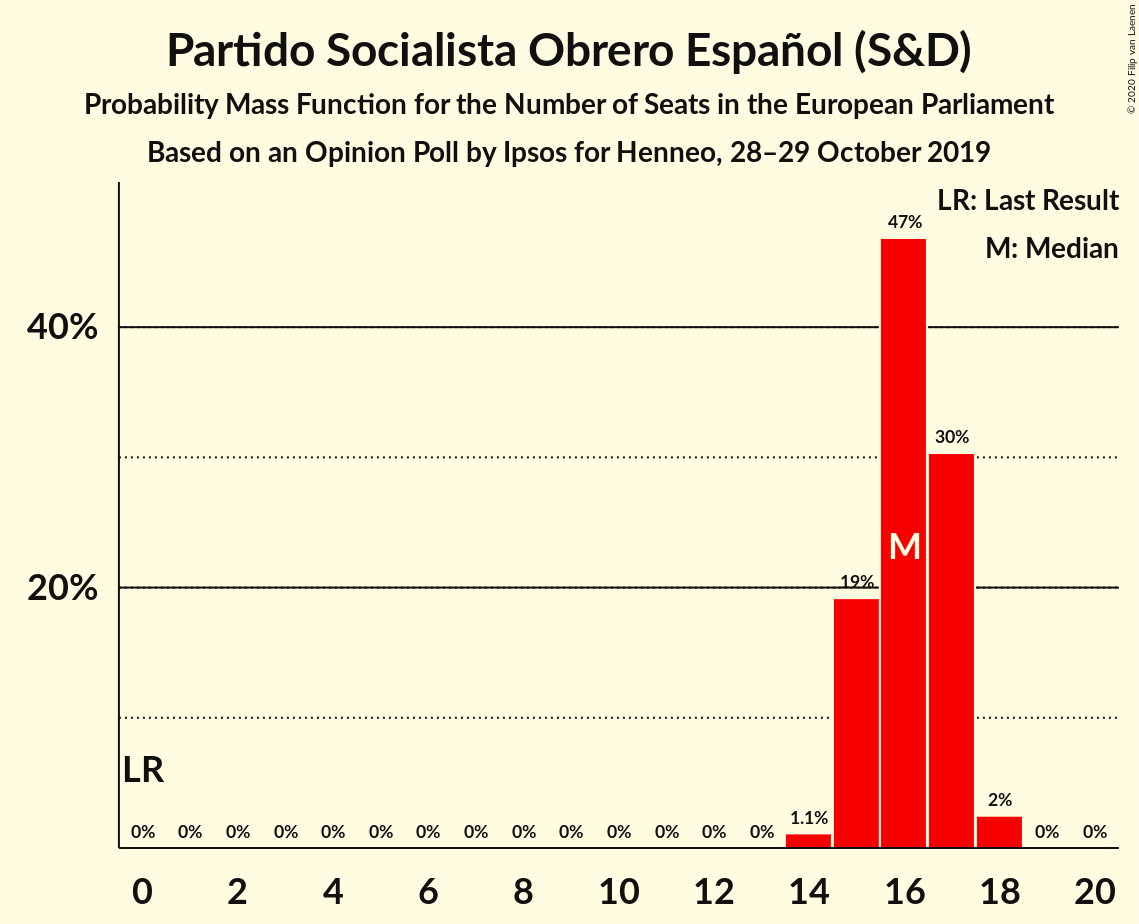 Partido Socialista Obrero Español (S&D)
Probability Mass Function for the Number of Seats in the European Parliament
Based on an Opinion Poll by Ipsos for Henneo, 28–29 October 2019
© 2020 Filip van Laenen
LR: Last Result
M: Median
47%
40%
30%
M
20%
19%
LR
0% 0% 0% 0% 0% 0% 0% 0% 0% 0% 0% 0% 0% 0% 1.1% 2% 0% 0%
0 2 4 6 8 10 12 14 16 18 20